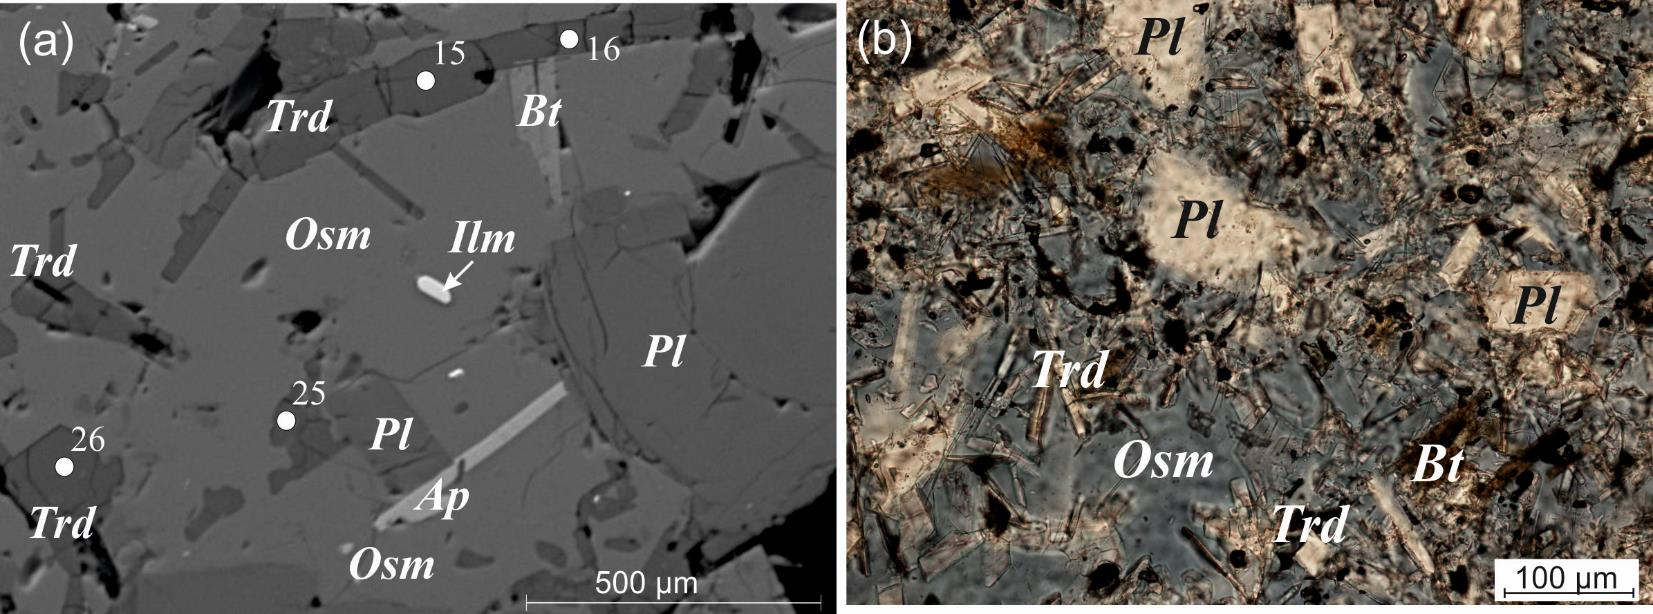 (a)
15
16
Trd
Bt
Osm
Ilm
Trd
Pl
25
Pl
26
Ap
Trd
Osm
500 µm
(b)
Pl
Pl
Pl
Trd
Osm
Bt
Trd
100 µm